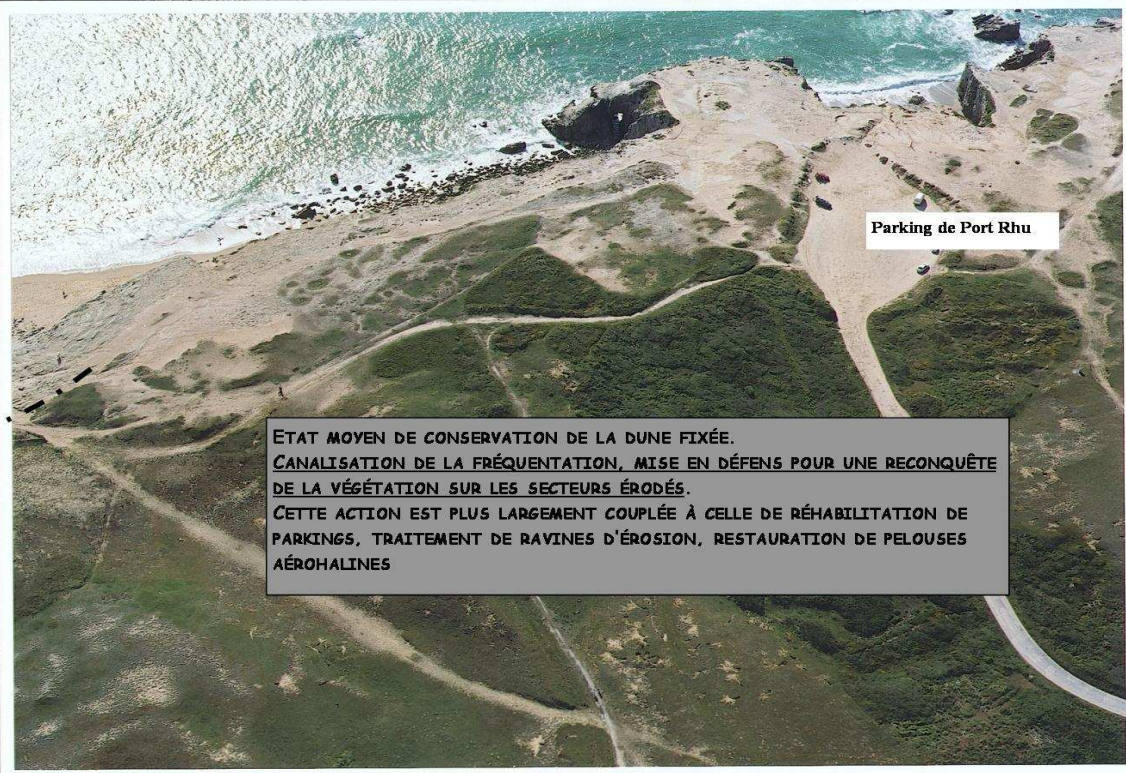 Parking de Port Rhu
ETAT MOYEN DE CONSERVATION DE LA DUNE FIXÉE.
CANALISATION DE LA FRÉQUENTATION, MISE EN DÉFENS POUR UNE RECONQUÊTE
DE LA VÉGÉTATION SUR LES SECTEURS ÉRODÉS.
CETTE ACTION EST PLUS LARGEMENT COUPLÉE À CELLE DE RÉHABILITATION DE
PARKINGS, TRAITEMENT DE RAVINES D'ÉROSION, RESTAURATION DE PELOUSES
AÉROHALINES